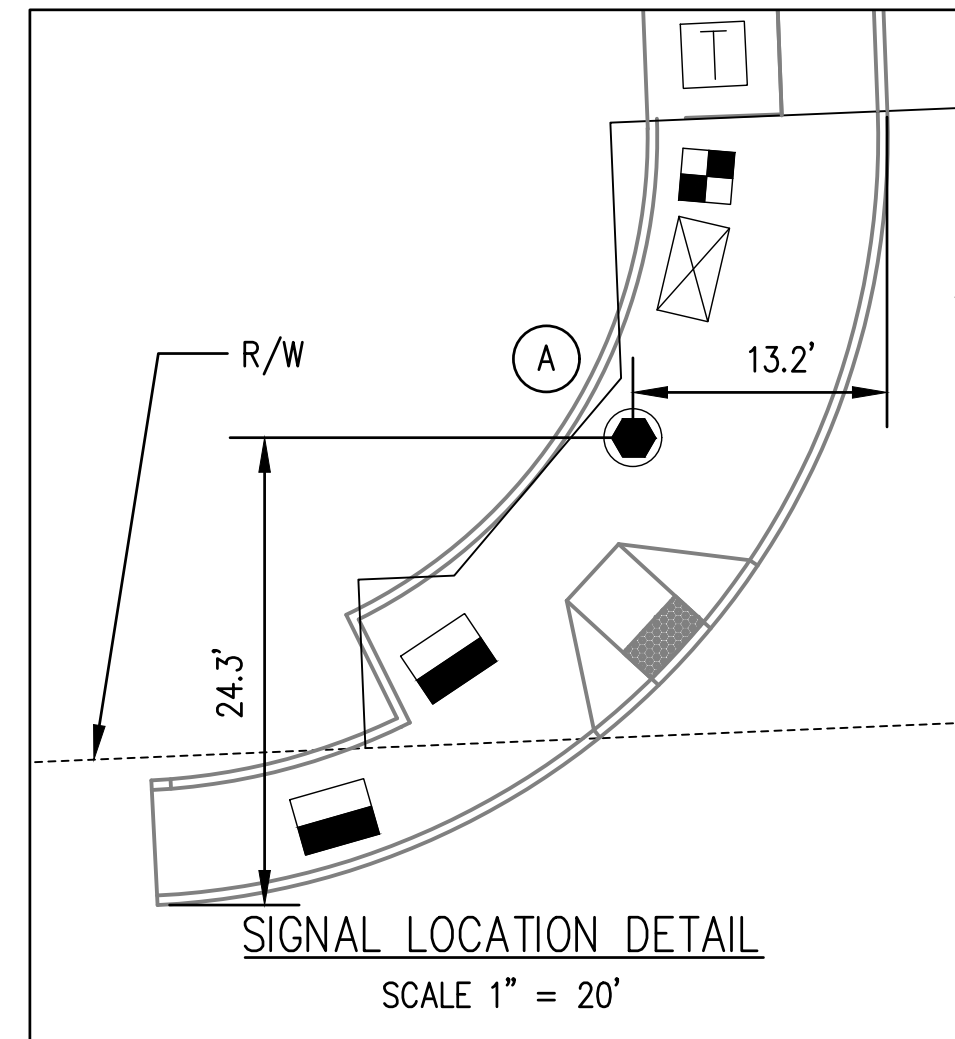 T
R/W
A
13.2'
24.3'
SIGNAL LOCATION DETAIL
SCALE 1" = 20'